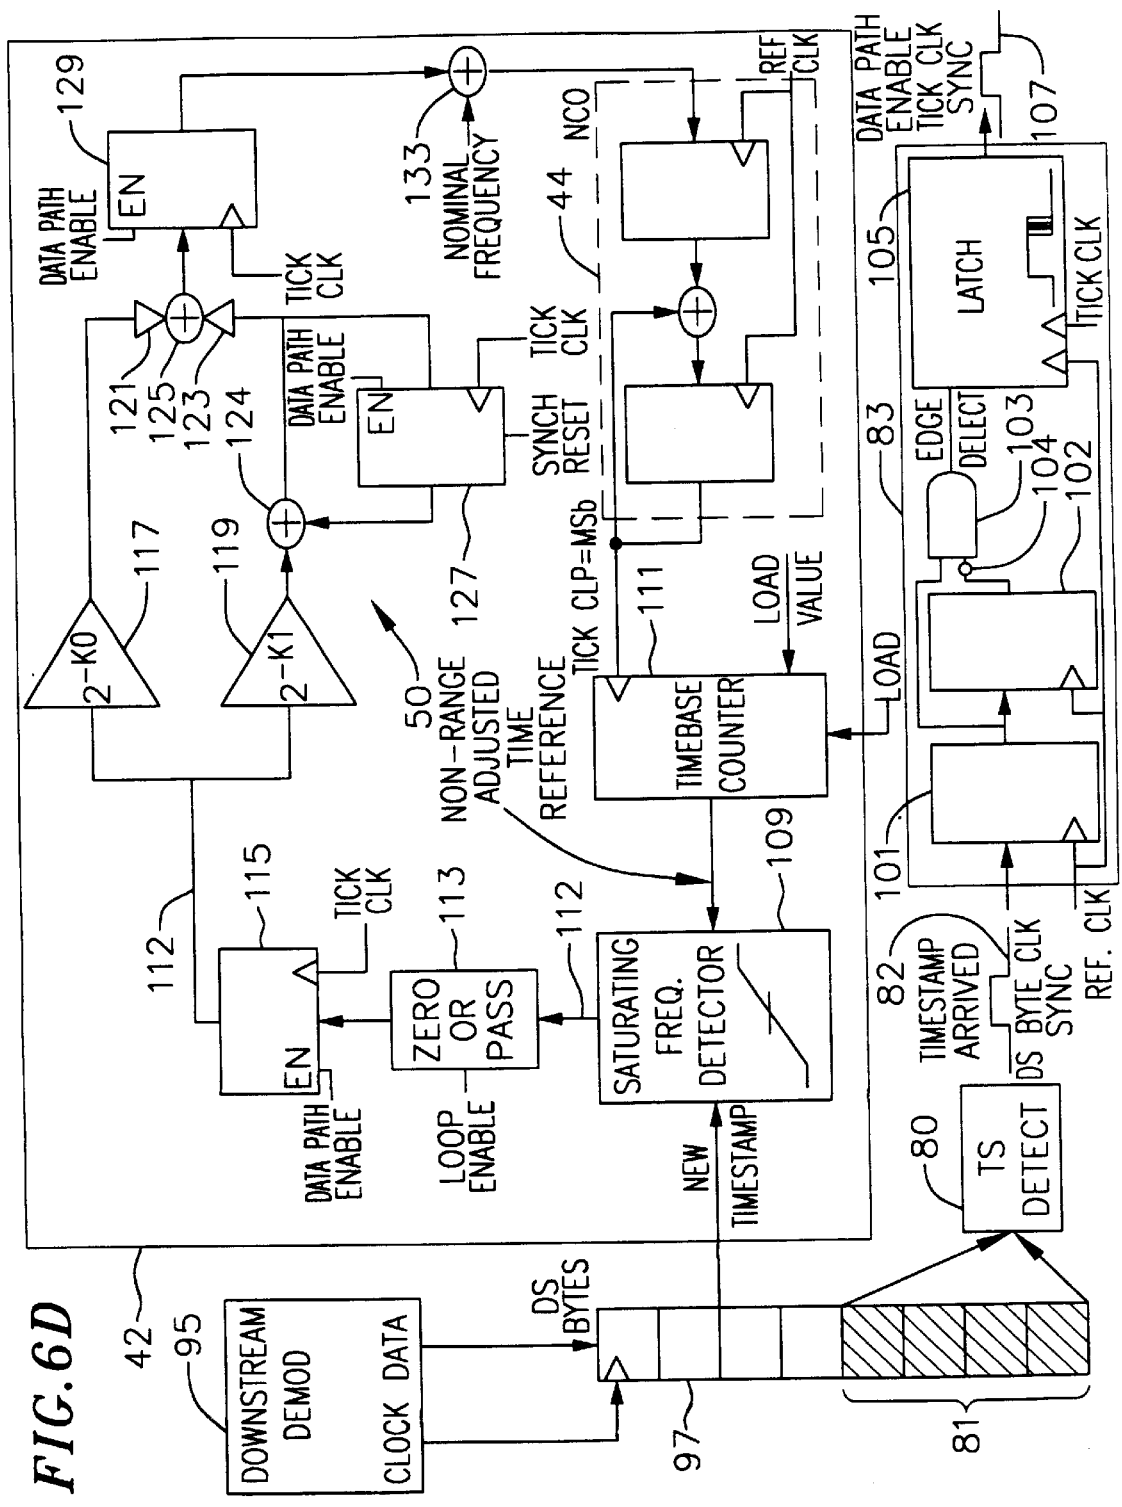 FIG.6D
DOWNSTREAM
DEMOD
CLOCK DATA
95
42
DS
BYTES
97
81
NEW
TIMESTAMP
80
TS
DETECT
DATA PATH
ENABLE
EN
115
TICK
CLK
112
LOOP
ENABLE
ZERO
OR
PASS
113
112
SATURATING
FREQ.
DETECTOR
109
2-K0
117
2-K1
119
50
NON-RANGE
ADJUSTED
TIME
REFERENCE
TIMEBASE
COUNTER
111
TICK CLP=MSb
LOAD
VALUE
LOAD
121
125
123
124
DATA PATH
ENABLE
EN
127
SYNCH
RESET
TICK
CLK
DATA PATH
ENABLE
EN
129
TICK
CLK
133
NOMINAL
FREQUENCY
44
NCO
REF
CLK
TIMESTAMP
ARRIVED
82
DS BYTE CLK
SYNC
REF. CLK
101
83
102
104
103
EDGE
DELECT
105
LATCH
TICK CLK
107
DATA PATH
ENABLE
TICK CLK
SYNC